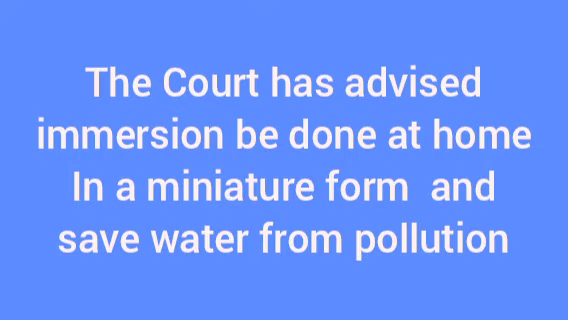 The Court has advised
immersion be done at home
In a miniature form  and
save water from pollution